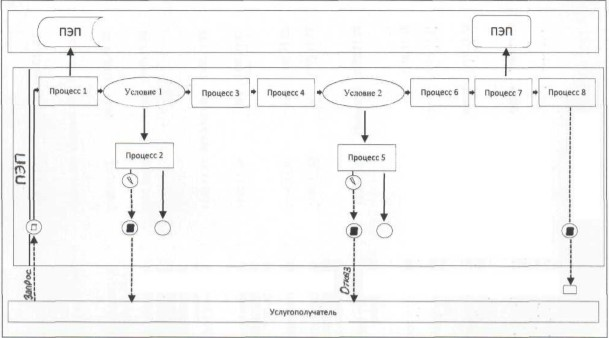 ПЭП
ПЭП
Процесс 1
Условие 1
Процесс 3
Процесс 4
Условие 2
Процесс 6
Процесс 7
Процесс 8
Процесс 2
Процесс 5
ПЭП
Запрос
Отказ
Услугополучатель